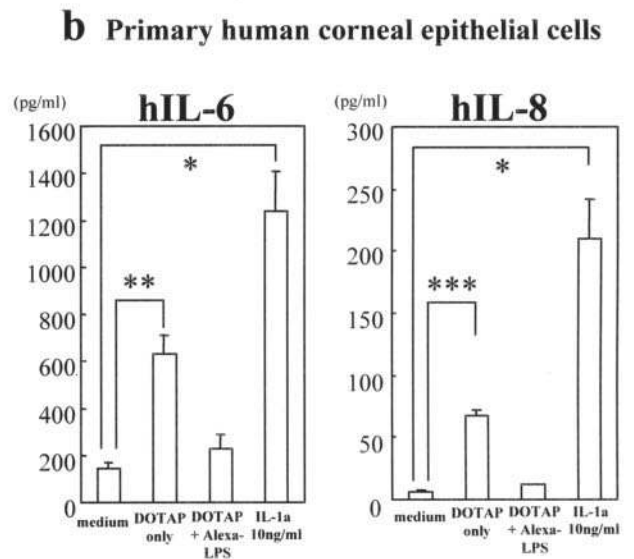 b Primary human corneal epithelial cells
(pg/ml)
hIL-6
1600
1400
1200
1000
800
600
400
200
0
*
**
medium
DOTAP
only
DOTAP
+ Alexa-
LPS
IL-1a
10ng/ml
(pg/ml)
hIL-8
300
250
200
150
100
50
0
*
***
medium
DOTAP
only
DOTAP
+ Alexa-
LPS
IL-1a
10ng/ml